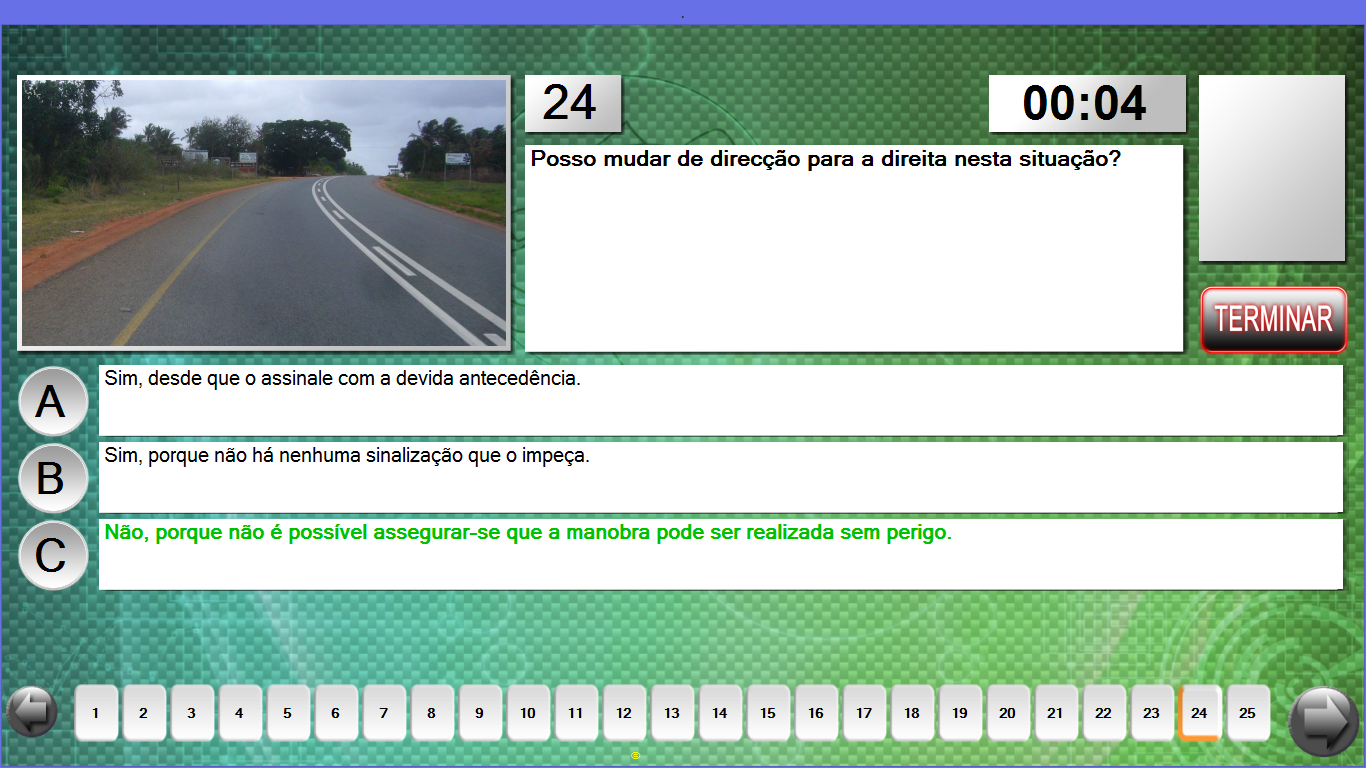 24
00:04
Posso mudar de direcção para a direita nesta situação?
TERMINAR
A
Sim, desde que o assinale com a devida antecedência.
B
Sim, porque não há nenhuma sinalização que o impeça.
C
Não, porque não é possível assegurar-se que a manobra pode ser realizada sem perigo.
1 2 3 4 5 6 7 8 9 10 11 12 13 14 15 16 17 18 19 20 21 22 23 24 25
©